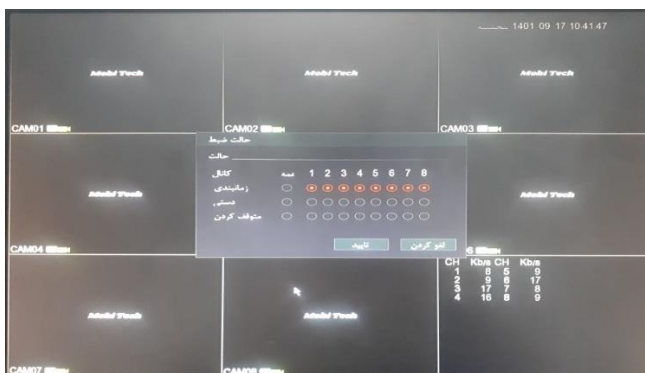 1401 09 17 10:41:47
Mobi Tech
Mobi Tech
Mobi Tech
CAM01
CAM02
CAM03
حالت ضبط
حالت
کانال همه 1 2 3 4 5 6 7 8
زمانبندی
دستی
متوقف کردن
تایید
لغو کردن
Mobi Tech
Mobi Tech
CAM04
6
CH Kb/s CH Kb/s
1 8 5 9
2 9 6 17
3 17 7 8
4 16 8 9
Mobi Tech
Mobi Tech
CAM07
CAM08